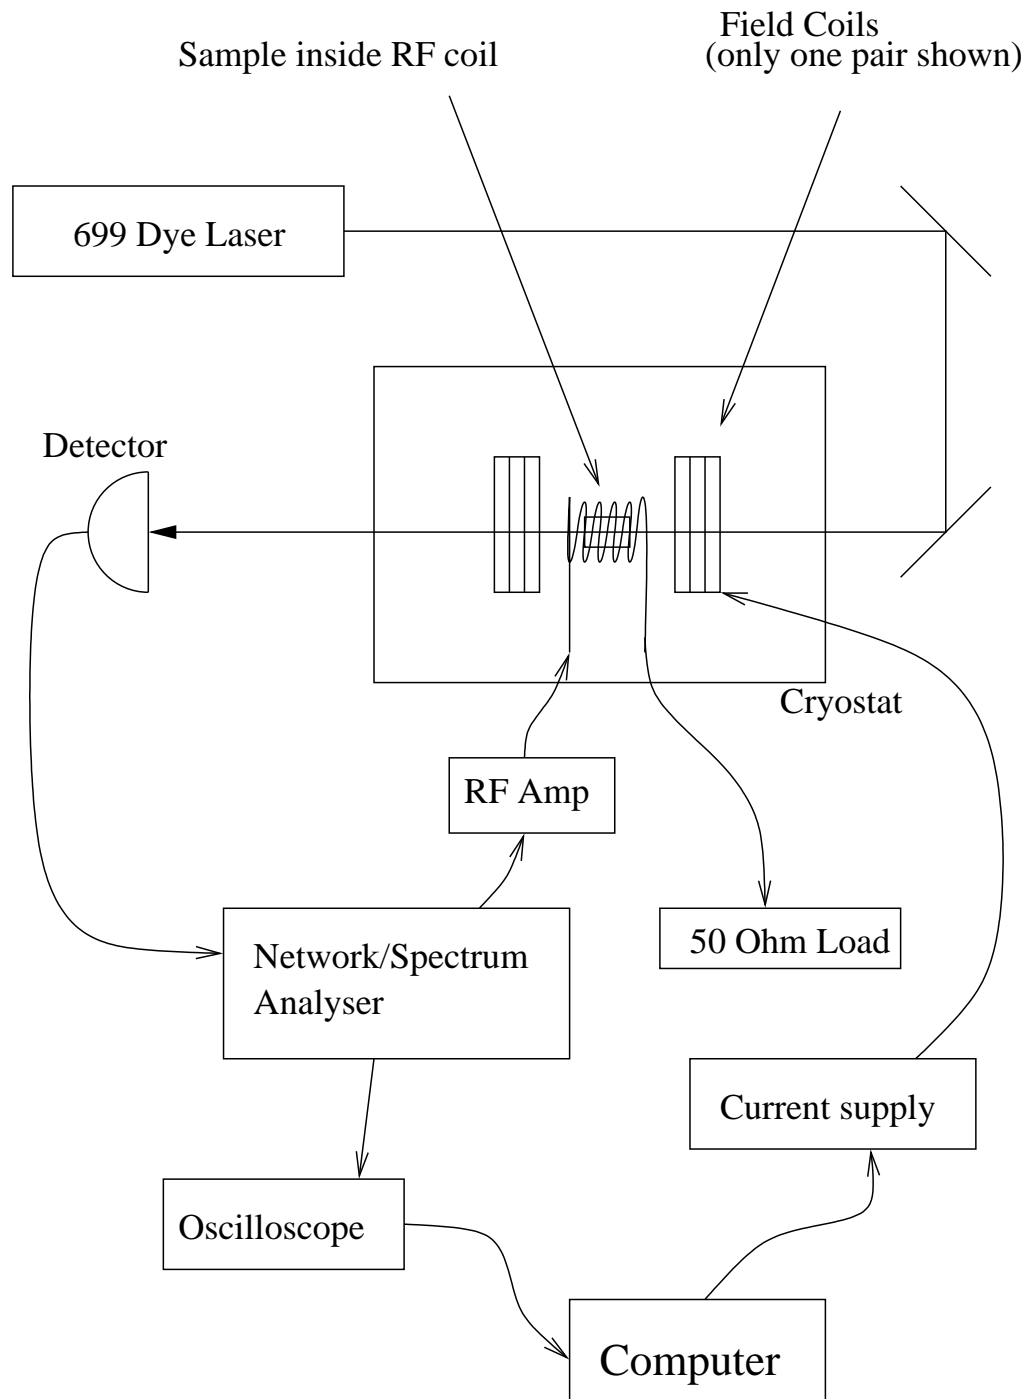 Field Coils
(only one pair shown)
Sample inside RF coil
699 Dye Laser
Detector
Cryostat
RF Amp
50 Ohm Load
Network/Spectrum
Analyser
Current supply
Oscilloscope
Computer